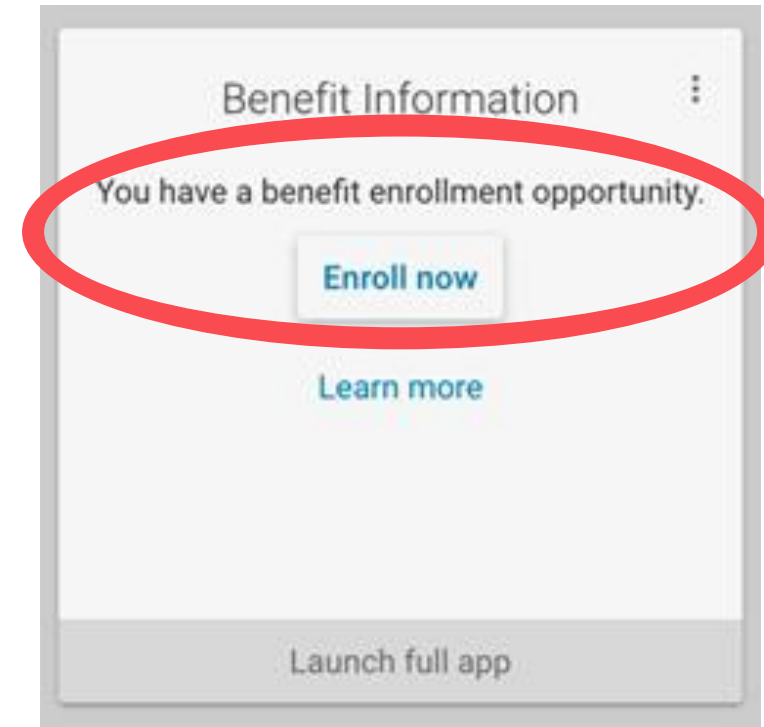 Benefit Information
You have a benefit enrollment opportunity.
Enroll now
Learn more
Launch full app